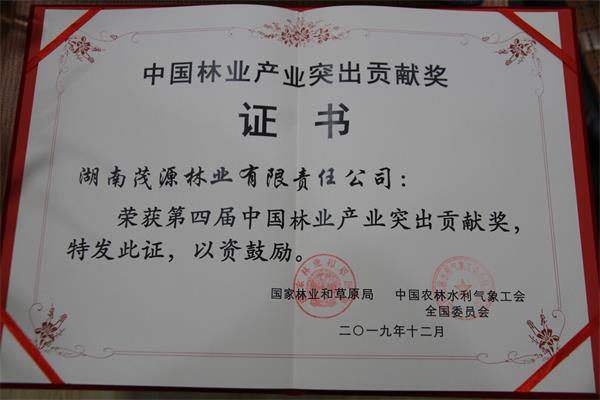 中国林业产业突出贡献奖
证书
湖南茂源林业有限责任公司：
荣获第四届中国林业产业突出贡献奖，
特发此证，以资鼓励。
国家林业和草原局 中国农林水利气象工会
全国委员会
二〇一九年十二月